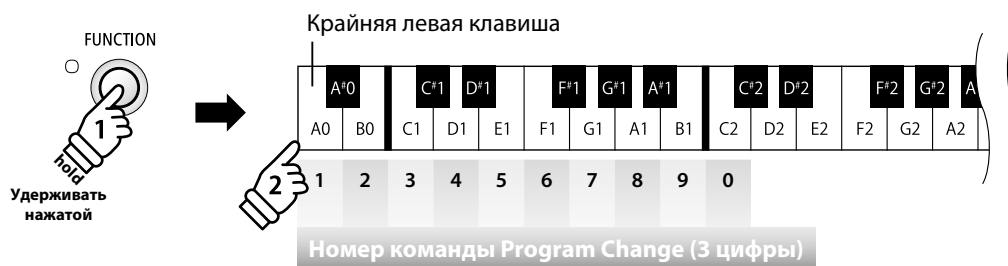 Крайняя левая клавиша
FUNCTION
A#0 C#1 D#1 F#1 G#1 A#1 C#2 D#2 F#2 G#2 A
A0 B0 C1 D1 E1 F1 G1 A1 B1 C2 D2 E2 F2 G2 A2
1
hold
Удерживать
нажатой
2
1 2 3 4 5 6 7 8 9 0
Номер команды Program Change (3 цифры)